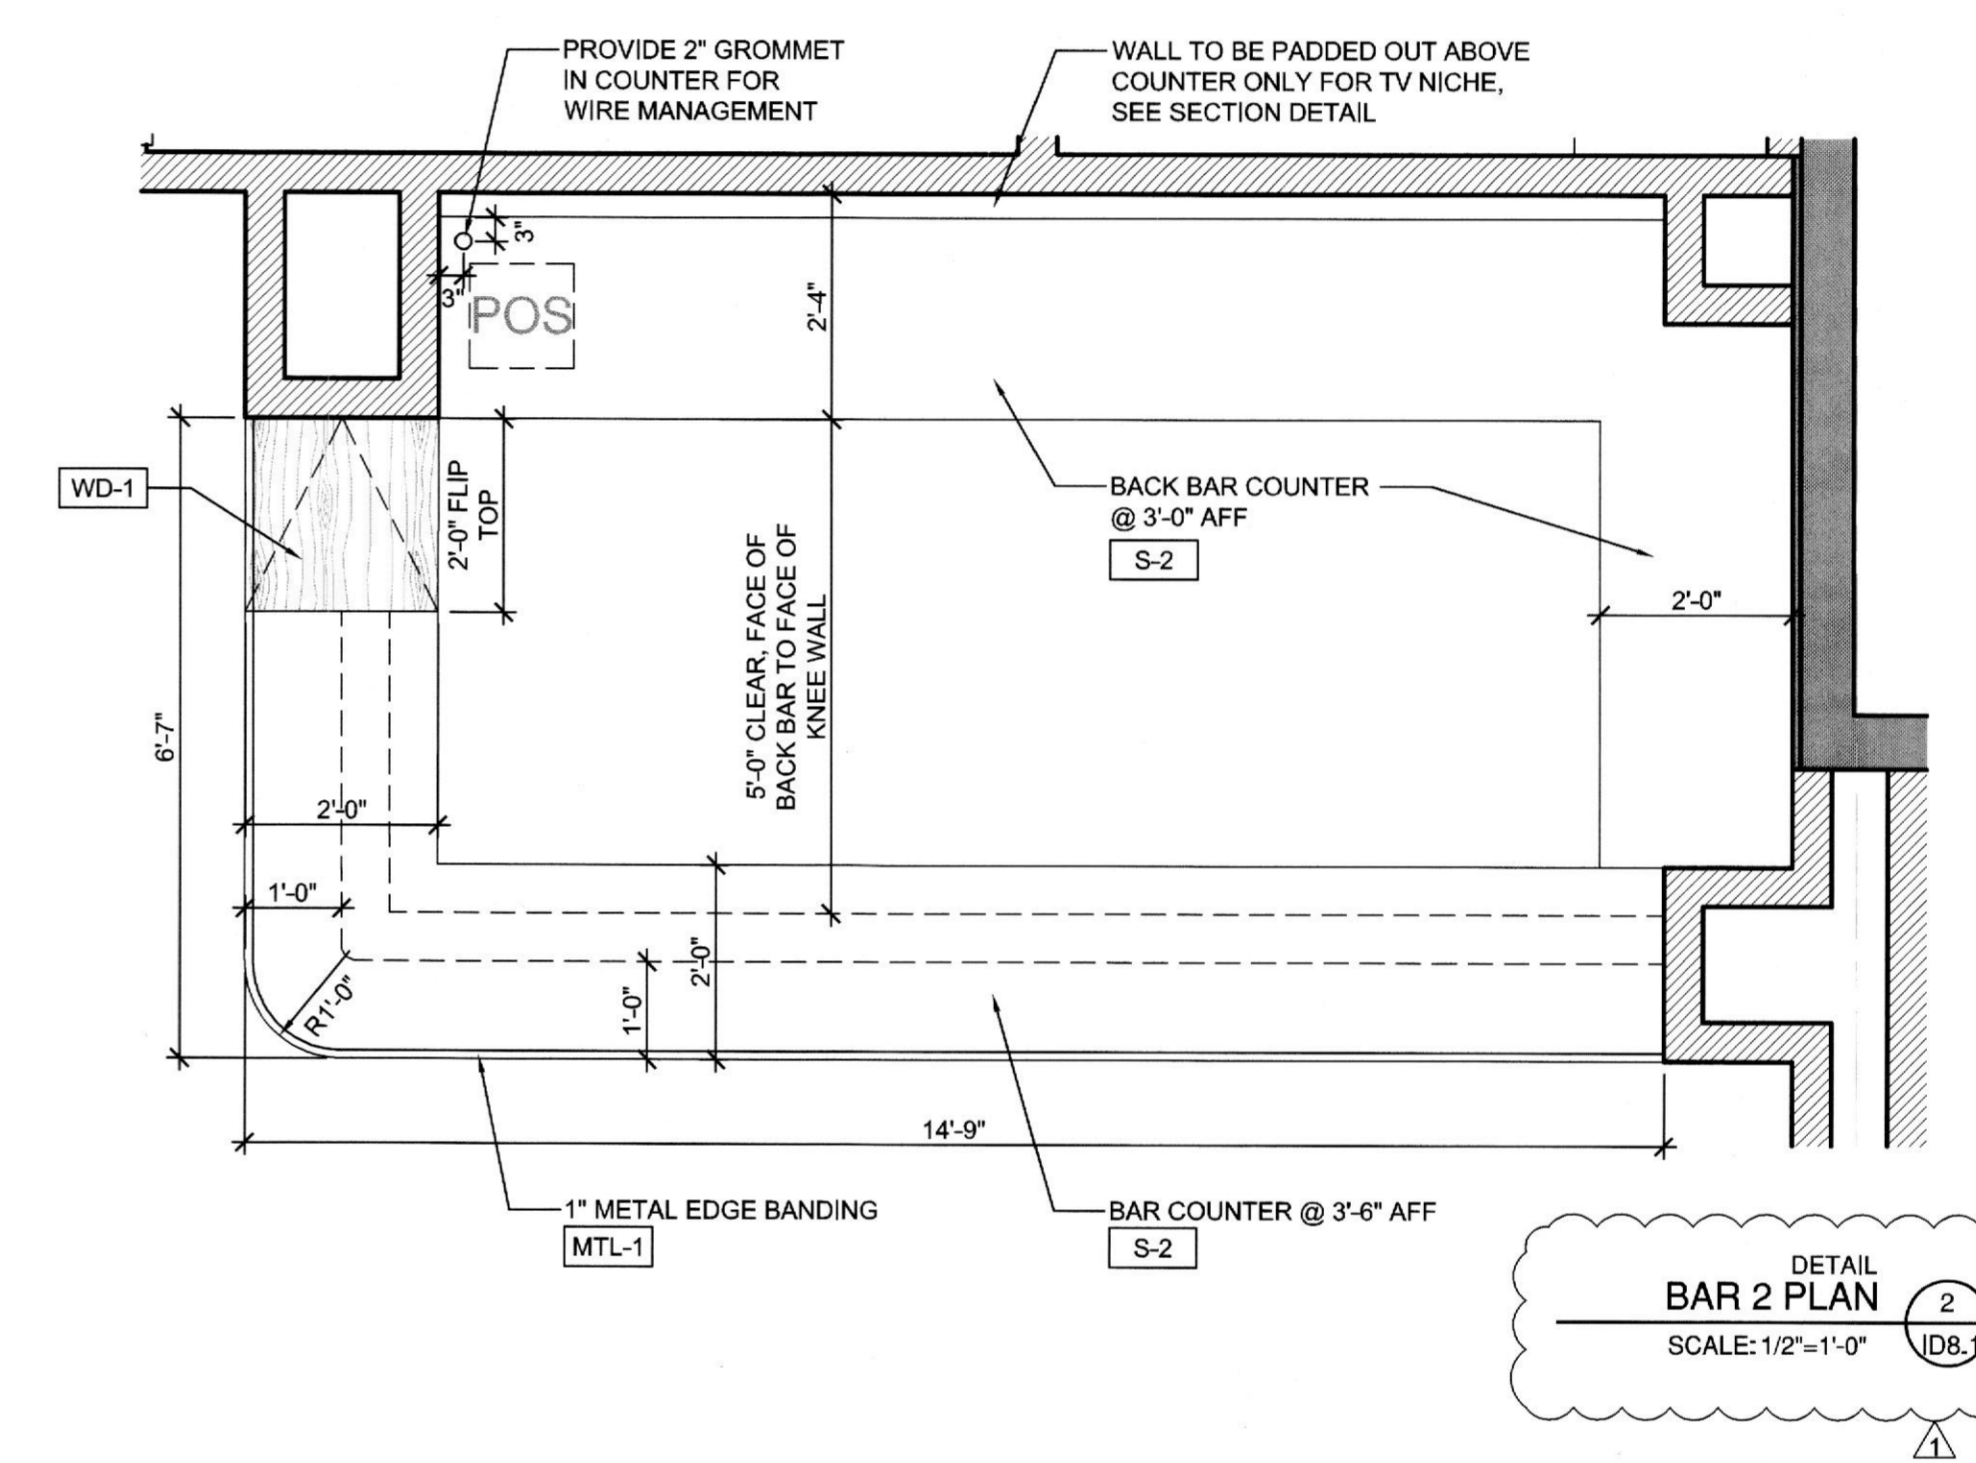 PROVIDE 2" GROMMET
IN COUNTER FOR
WIRE MANAGEMENT
WALL TO BE PADDED OUT ABOVE
COUNTER ONLY FOR TV NICHE,
SEE SECTION DETAIL
3"
3"
POS
2'-4"
WD-1
2'-0" FLIP
TOP
BACK BAR COUNTER
@ 3'-0" AFF
S-2
5'-0" CLEAR, FACE OF
BACK BAR TO FACE OF
KNEE WALL
2'-0"
6'-7"
2'-0"
1'-0"
R1'-0"
1'-0"
2'-0"
14'-9"
1" METAL EDGE BANDING
MTL-1
BAR COUNTER @ 3'-6" AFF
S-2
DETAIL
BAR 2 PLAN
2
SCALE: 1/2"=1'-0"
ID8.1
1